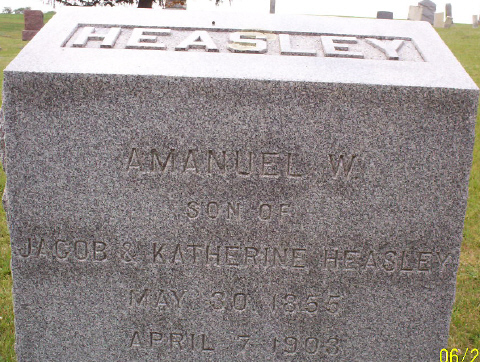 HEASLEY
AMANUEL W
SON OF
JACOB & KATHERINE HEASLEY
MAY 30 1855
APRIL 7 1903
06/2